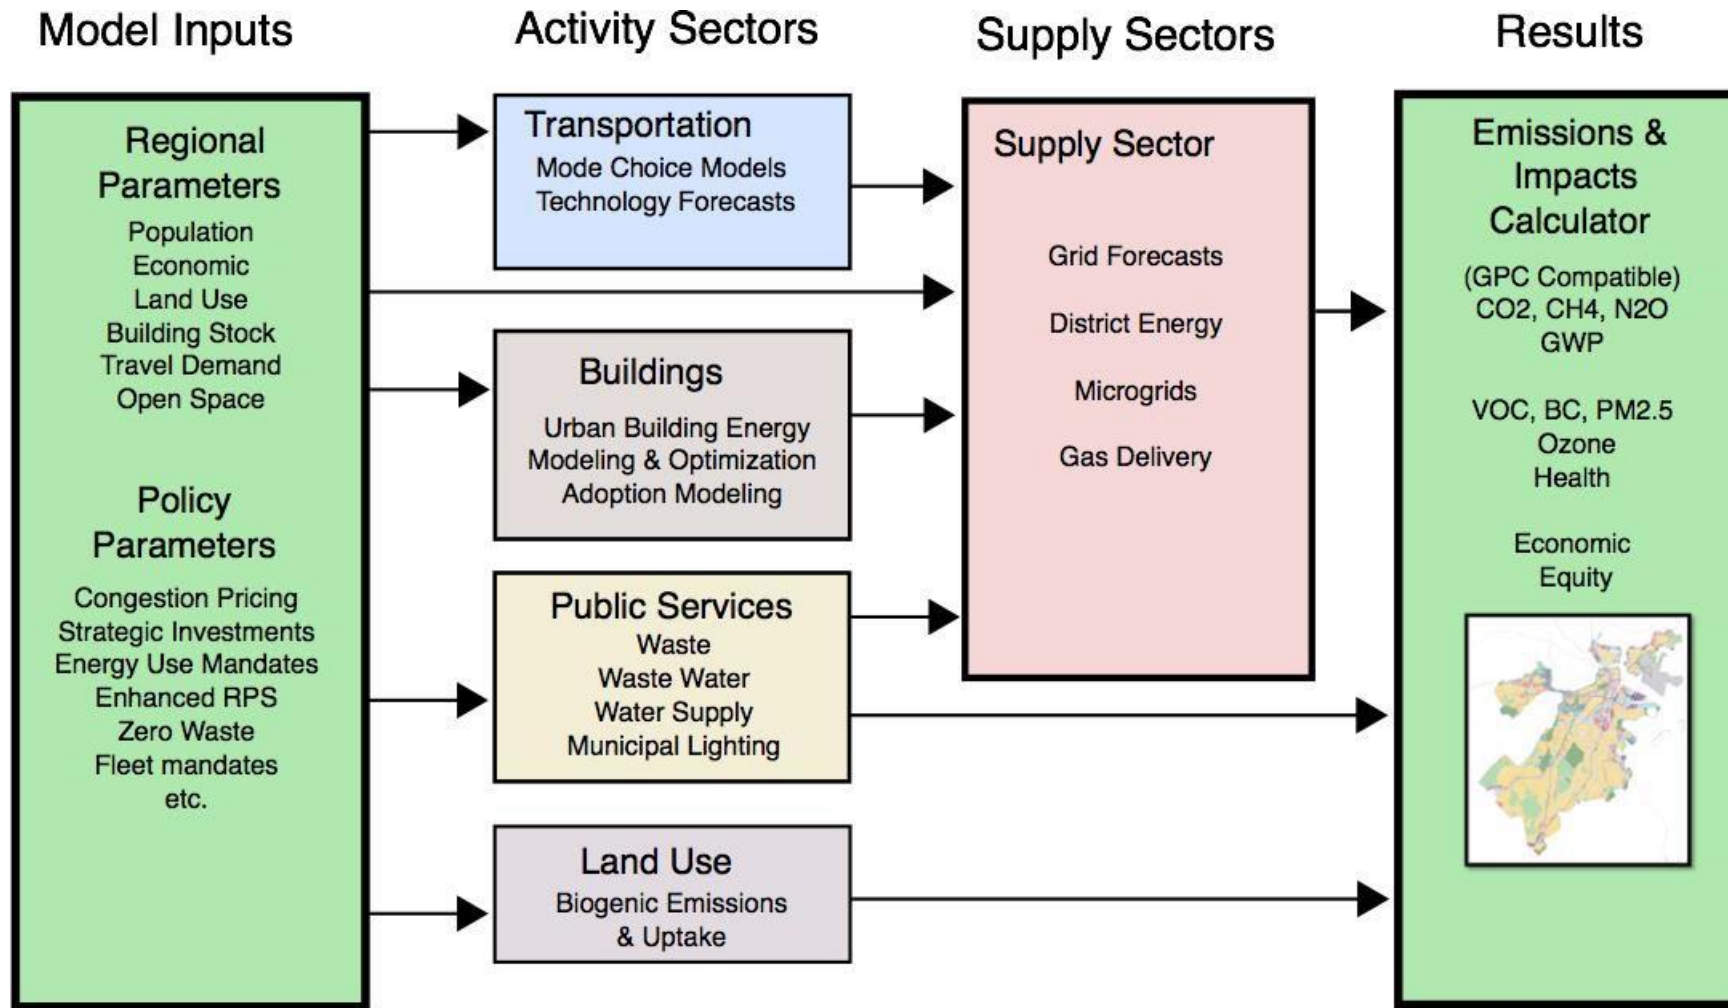 Model Inputs
Activity Sectors
Supply Sectors
Results
Regional
Parameters
Population
Economic
Land Use
Building Stock
Travel Demand
Open Space
Policy
Parameters
Congestion Pricing
Strategic Investments
Energy Use Mandates
Enhanced RPS
Zero Waste
Fleet mandates
etc.
Transportation
Mode Choice Models
Technology Forecasts
Buildings
Urban Building Energy
Modeling & Optimization
Adoption Modeling
Public Services
Waste
Waste Water
Water Supply
Municipal Lighting
Land Use
Biogenic Emissions
& Uptake
Supply Sector
Grid Forecasts
District Energy
Microgrids
Gas Delivery
Emissions &
Impacts
Calculator
(GPC Compatible)
CO2, CH4, N2O
GWP
VOC, BC, PM2.5
Ozone
Health
Economic
Equity